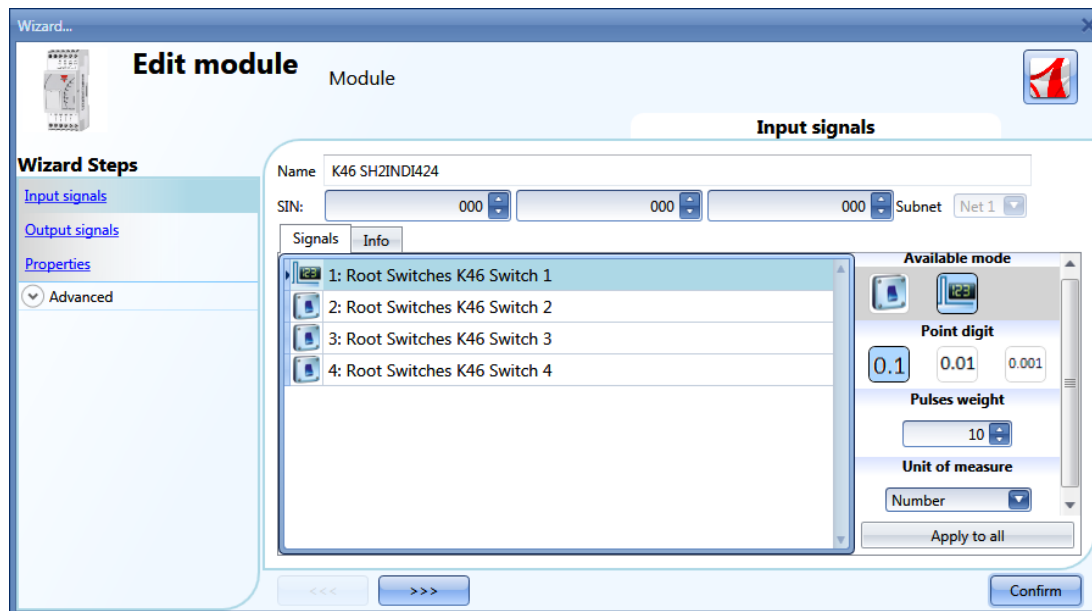 Wizard...
Edit module
Module
Input signals
Wizard Steps
Input signals
Output signals
Properties
Advanced
Name K46 SH2INDI424
SIN: 000 000 000 Subnet Net 1
Signals Info
1: Root Switches K46 Switch 1
2: Root Switches K46 Switch 2
3: Root Switches K46 Switch 3
4: Root Switches K46 Switch 4
Available mode
123
Point digit
0.1 0.01 0.001
Pulses weight
10
Unit of measure
Number
Apply to all
<<< >>> Confirm